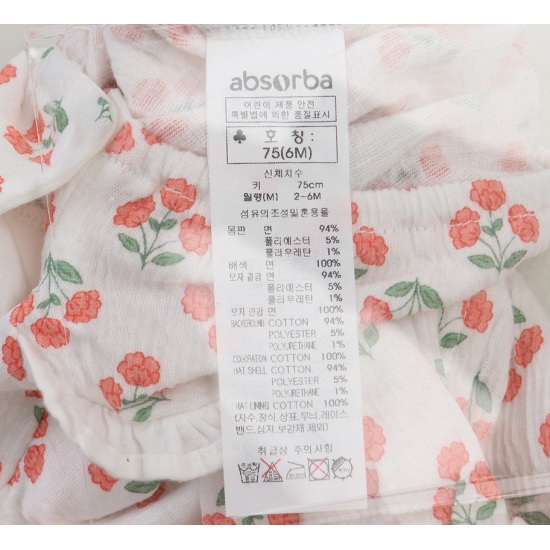 absorba
어린이 제품 안전
특별법에 의한 품질표시
♣ 호 칭 :
75(6M)
신체치수
키 75cm
월령(M) 2-6M
섬유의 조성 및 혼용율
몸판 면 94%
폴리에스터 5%
폴리우레탄 1%
배색 면 100%
모자 겉감 면 94%
폴리에스터 5%
폴리우레탄 1%
모자 안감 면 100%
BACKGROUND COTTON 94%
POLYESTER 5%
POLYURETHANE 1%
COLORATION COTTON 100%
HAT SHELL COTTON 94%
POLYESTER 5%
POLYURETHANE 1%
HAT LINING COTTON 100%
(자수,장식,상표,무늬,레이스,
밴드,심지,보강재 제외)
취급상 주의사항